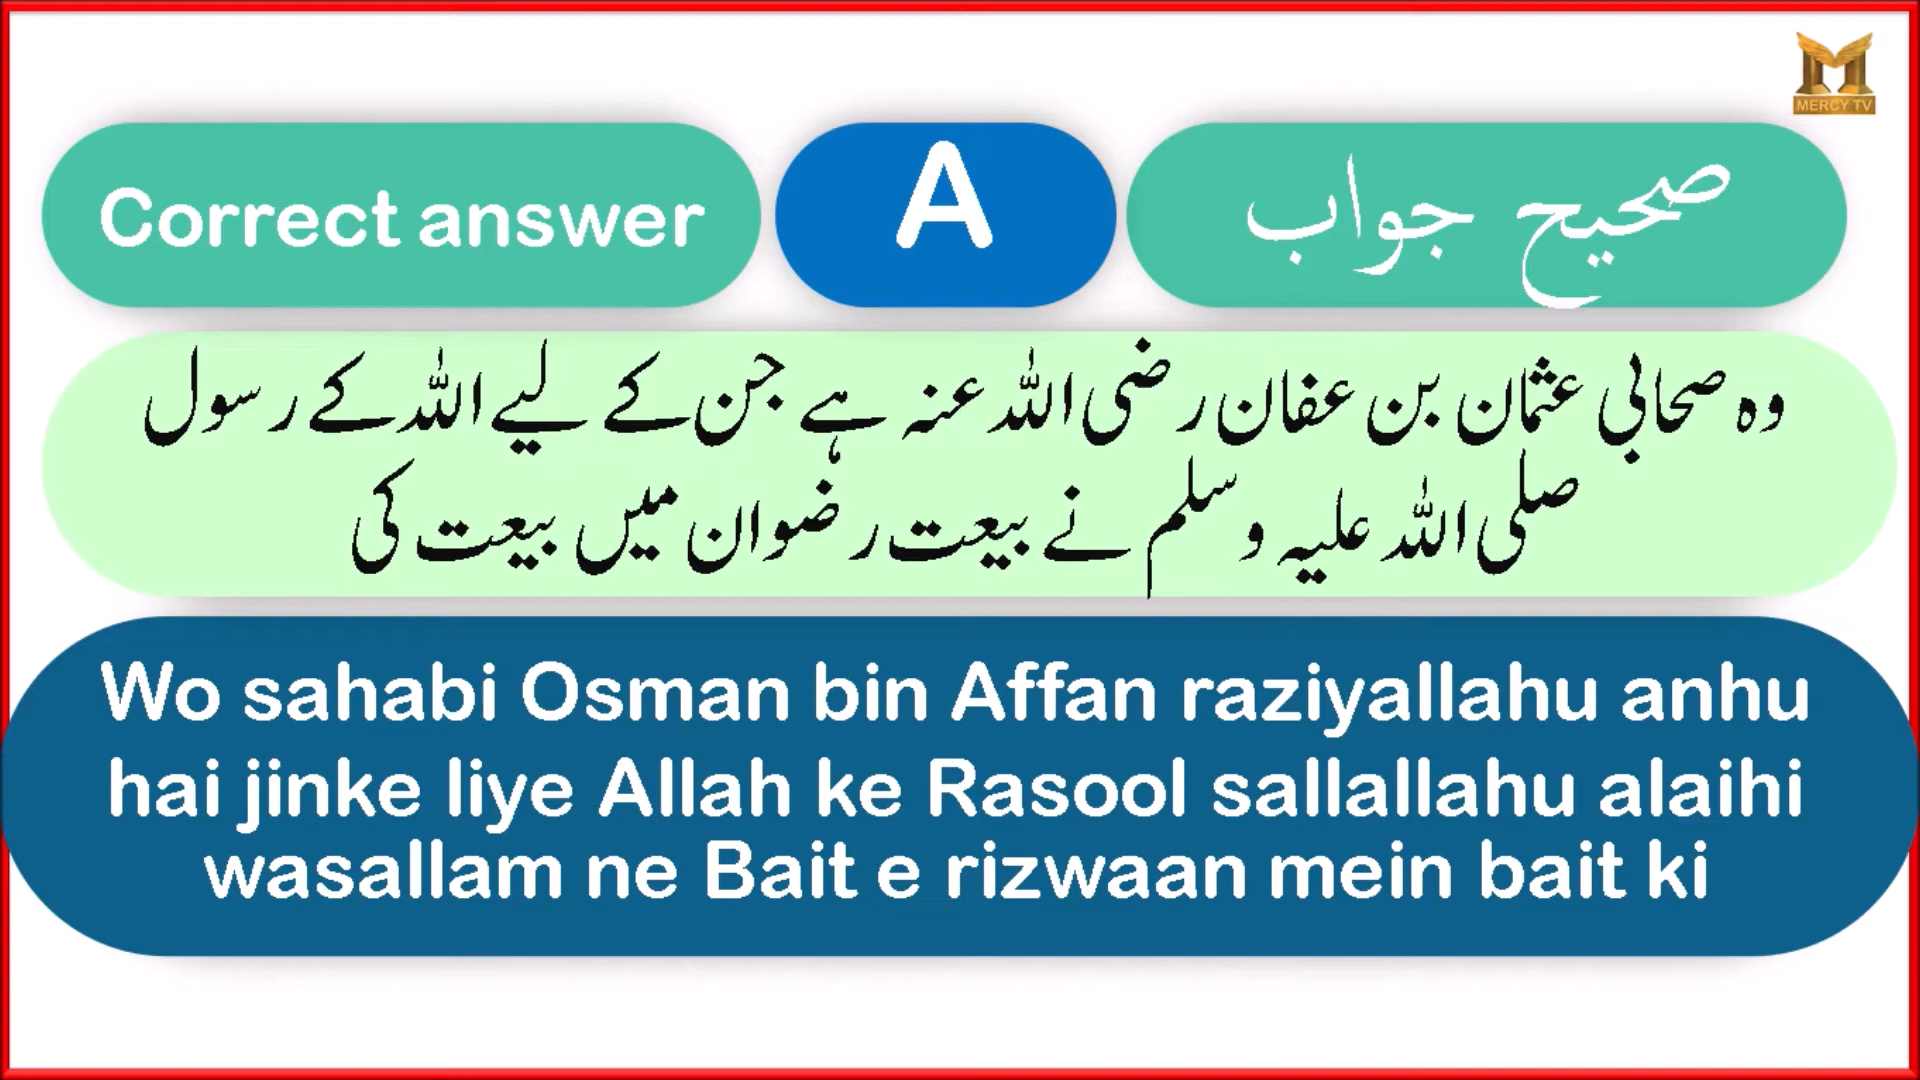 MERCY TV
Correct answer
A
صحیح جواب
وہ صحابی عثمان بن عفان رضی اللہ عنہ ہے جن کے لیے اللہ کے رسول
صلی اللہ علیہ وسلم نے بیعت رضوان میں بیعت کی
Wo sahabi Osman bin Affan raziyallahu anhu
hai jinke liye Allah ke Rasool sallallahu alaihi
wasallam ne Bait e rizwaan mein bait ki